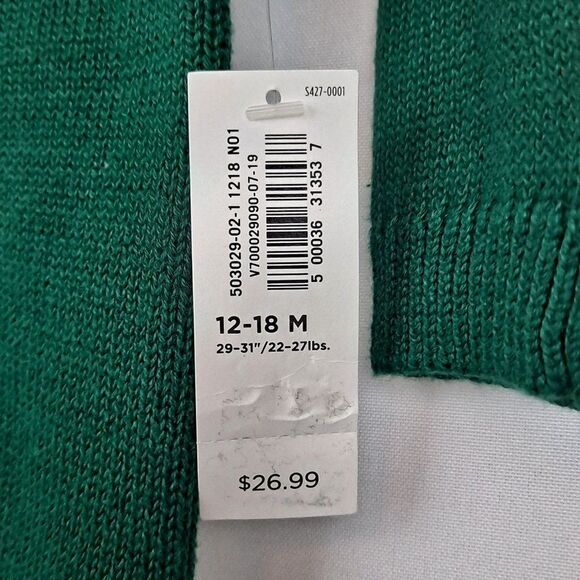 S427-0001
503029-02-1 1218 N01
V700029090-07-19
5 00036 31353 7
12-18 M
29-31"/22-27lbs.
$26.99